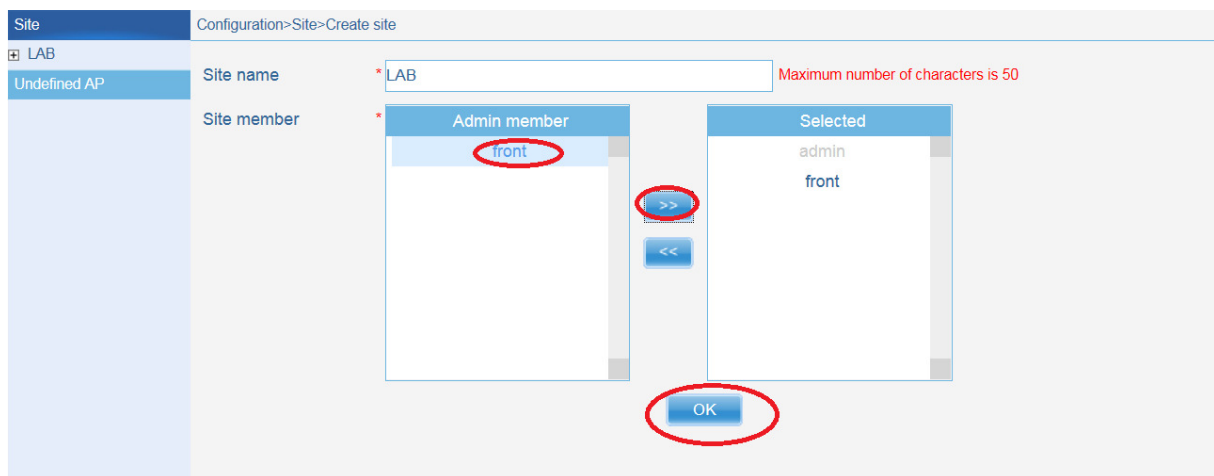 Site
Configuration>Site>Create site
LAB
Undefined AP
Site name * LAB Maximum number of characters is 50
Site member *
Admin member
front
>>
<<
Selected
admin
front
OK